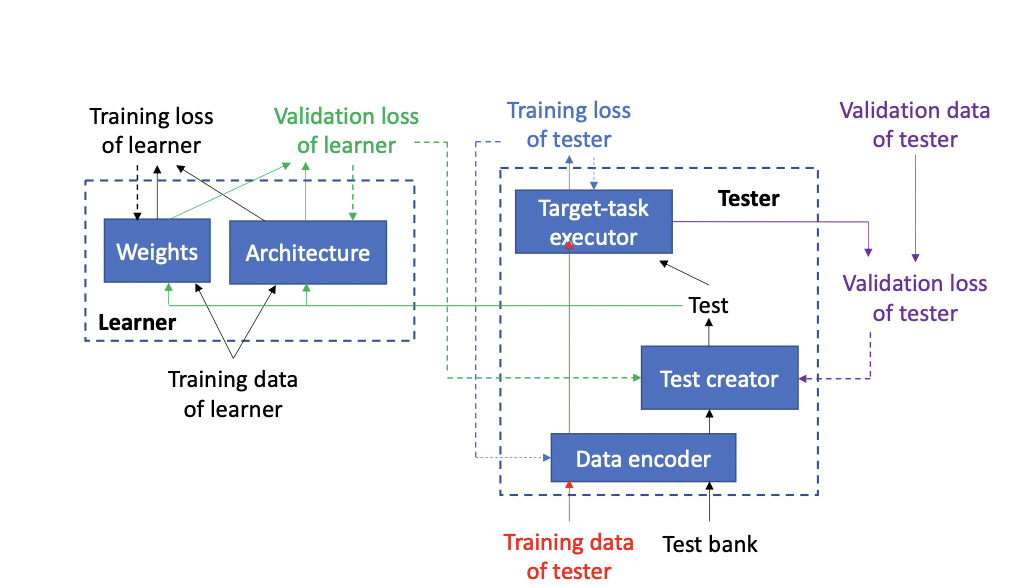 Training loss
of learner
Validation loss
of learner
Training loss
of tester
Validation data
of tester
Target-task
executor
Tester
Weights
Architecture
Validation loss
of tester
Test
Learner
Training data
of learner
Test creator
Data encoder
Training data
of tester
Test bank